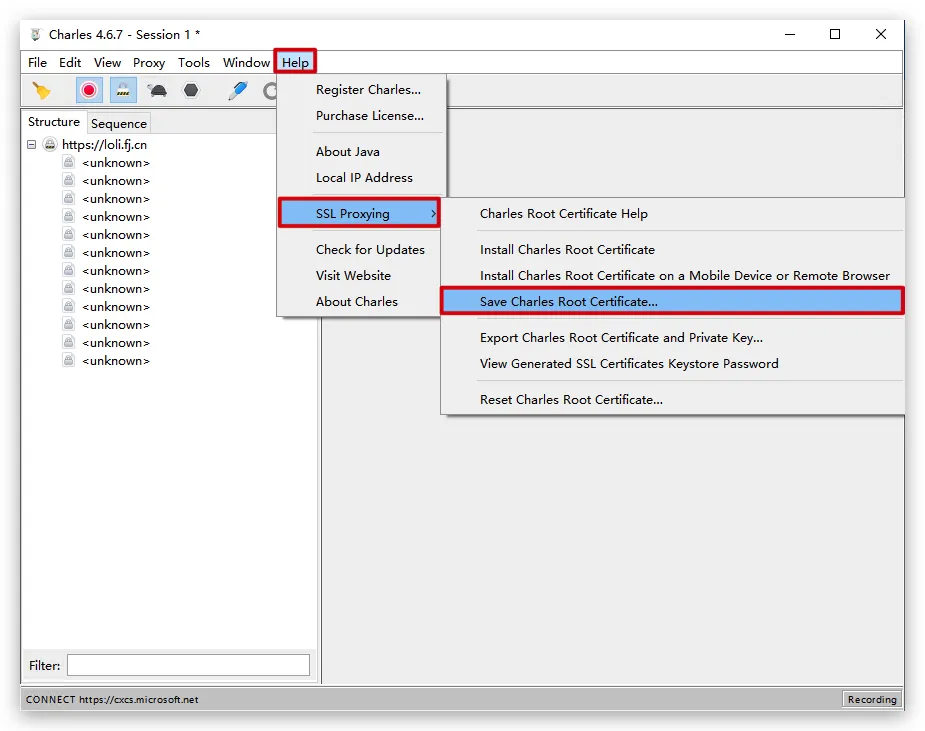 Charles 4.6.7 - Session 1 *
File Edit View Proxy Tools Window Help
Register Charles...
Purchase License...
About Java
Local IP Address
SSL Proxying
Check for Updates
Visit Website
About Charles
Charles Root Certificate Help
Install Charles Root Certificate
Install Charles Root Certificate on a Mobile Device or Remote Browser
Save Charles Root Certificate...
Export Charles Root Certificate and Private Key...
View Generated SSL Certificates Keystore Password
Reset Charles Root Certificate...
Structure Sequence
https://loli.fj.cn
<unknown>
<unknown>
<unknown>
<unknown>
<unknown>
<unknown>
<unknown>
<unknown>
<unknown>
<unknown>
<unknown>
<unknown>
Filter:
CONNECT https://cxcs.microsoft.net
Recording